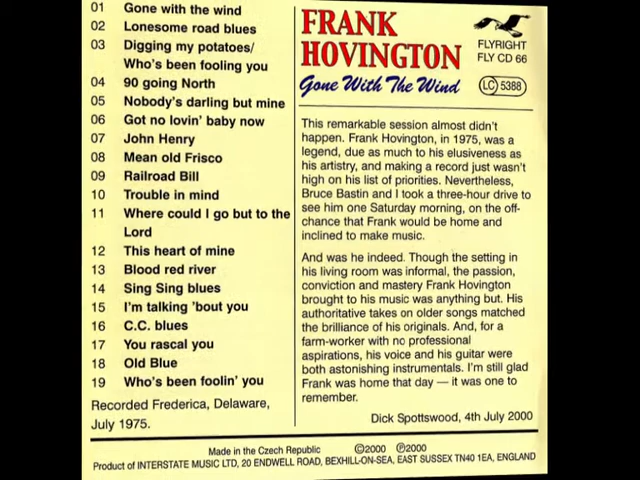 01 Gone with the wind
02 Lonesome road blues
03 Digging my potatoes/
Who's been fooling you
04 90 going North
05 Nobody's darling but mine
06 Got no lovin' baby now
07 John Henry
08 Mean old Frisco
09 Railroad Bill
10 Trouble in mind
11 Where could I go but to the
Lord
12 This heart of mine
13 Blood red river
14 Sing Sing blues
15 I'm talking 'bout you
16 C.C. blues
17 You rascal you
18 Old Blue
19 Who's been foolin' you
Recorded Frederica, Delaware,
July 1975.
FRANK
HOVINGTON
Gone With The Wind
FLYRIGHT
FLY CD 66
LC 5388
This remarkable session almost didn't
happen. Frank Hovington, in 1975, was a
legend, due as much to his elusiveness as
his artistry, and making a record just wasn't
high on his list of priorities. Nevertheless,
Bruce Bastin and I took a three-hour drive to
see him one Saturday morning, on the off-
chance that Frank would be home and
inclined to make music.
And was he indeed. Though the setting in
his living room was informal, the passion,
conviction and mastery Frank Hovington
brought to his music was anything but. His
authoritative takes on older songs matched
the brilliance of his originals. And, for a
farm-worker with no professional
aspirations, his voice and his guitar were
both astonishing instrumentals. I'm still glad
Frank was home that day — it was one to
remember.
Dick Spottswood, 4th July 2000
Made in the Czech Republic ©2000 ℗2000
Product of INTERSTATE MUSIC LTD, 20 ENDWELL ROAD, BEXHILL-ON-SEA, EAST SUSSEX TN40 1EA, ENGLAND